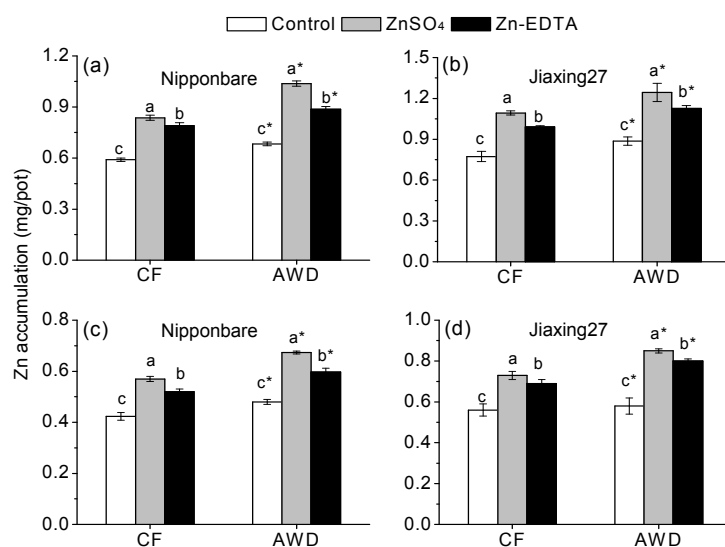 Control ZnSO₄ Zn-EDTA
Zn accumulation (mg/pot)
(a) Nipponbare
1.2
0.9
0.6
0.3
0.0
c a b c* a* b*
CF AWD
(b) Jiaxing27
1.5
1.2
0.9
0.6
0.3
0.0
c a b c* a* b*
CF AWD
(c) Nipponbare
0.8
0.6
0.4
0.2
0.0
c a b c* a* b*
CF AWD
(d) Jiaxing27
1.0
0.8
0.6
0.4
0.2
0.0
c a b c* a* b*
CF AWD